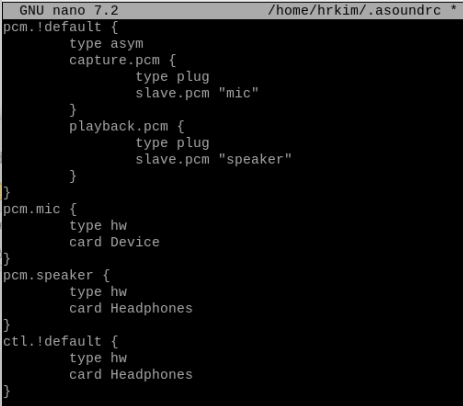 GNU nano 7.2 /home/hrkim/.asoundrc *
pcm.!default {
        type asym
        capture.pcm {
                type plug
                slave.pcm "mic"
        }
        playback.pcm {
                type plug
                slave.pcm "speaker"
        }
}
pcm.mic {
        type hw
        card Device
}
pcm.speaker {
        type hw
        card Headphones
}
ctl.!default {
        type hw
        card Headphones
}